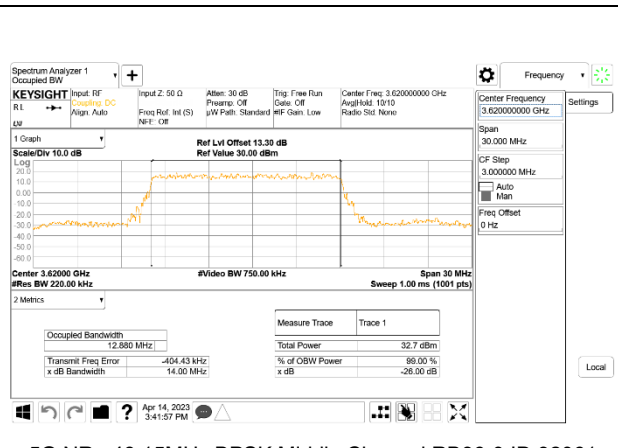 Spectrum Analyzer 1
Occupied BW
Frequency
KEYSIGHT
Input: RF
Coupling: DC
Align: Auto
Input Z: 50 Ω
Freq Ref: Int (S)
NFE: Off
Atten: 30 dB
Preamp: Off
µW Path: Standard
Trig: Free Run
Gate: Off
#IF Gain: Low
Center Freq: 3.620000000 GHz
Avg|Hold: 10/10
Radio Std: None
RL
LNI
Center Frequency
3.620000000 GHz
Settings
Span
30.000 MHz
CF Step
3.000000 MHz
Auto
Man
Freq Offset
0 Hz
1 Graph
Scale/Div 10.0 dB
Ref Lvl Offset 13.30 dB
Ref Value 30.00 dBm
Log
20.0
10.0
0.00
-10.0
-20.0
-30.0
-40.0
-50.0
-60.0
Center 3.62000 GHz
#Res BW 220.00 kHz
#Video BW 750.00 kHz
Span 30 MHz
Sweep 1.00 ms (1001 pts)
2 Metrics
Measure Trace Trace 1
Occupied Bandwidth
12.880 MHz
Total Power 32.7 dBm
Transmit Freq Error -404.43 kHz
% of OBW Power 99.00 %
x dB Bandwidth 14.00 MHz
x dB -26.00 dB
Local
Apr 14, 2023
3:41:57 PM